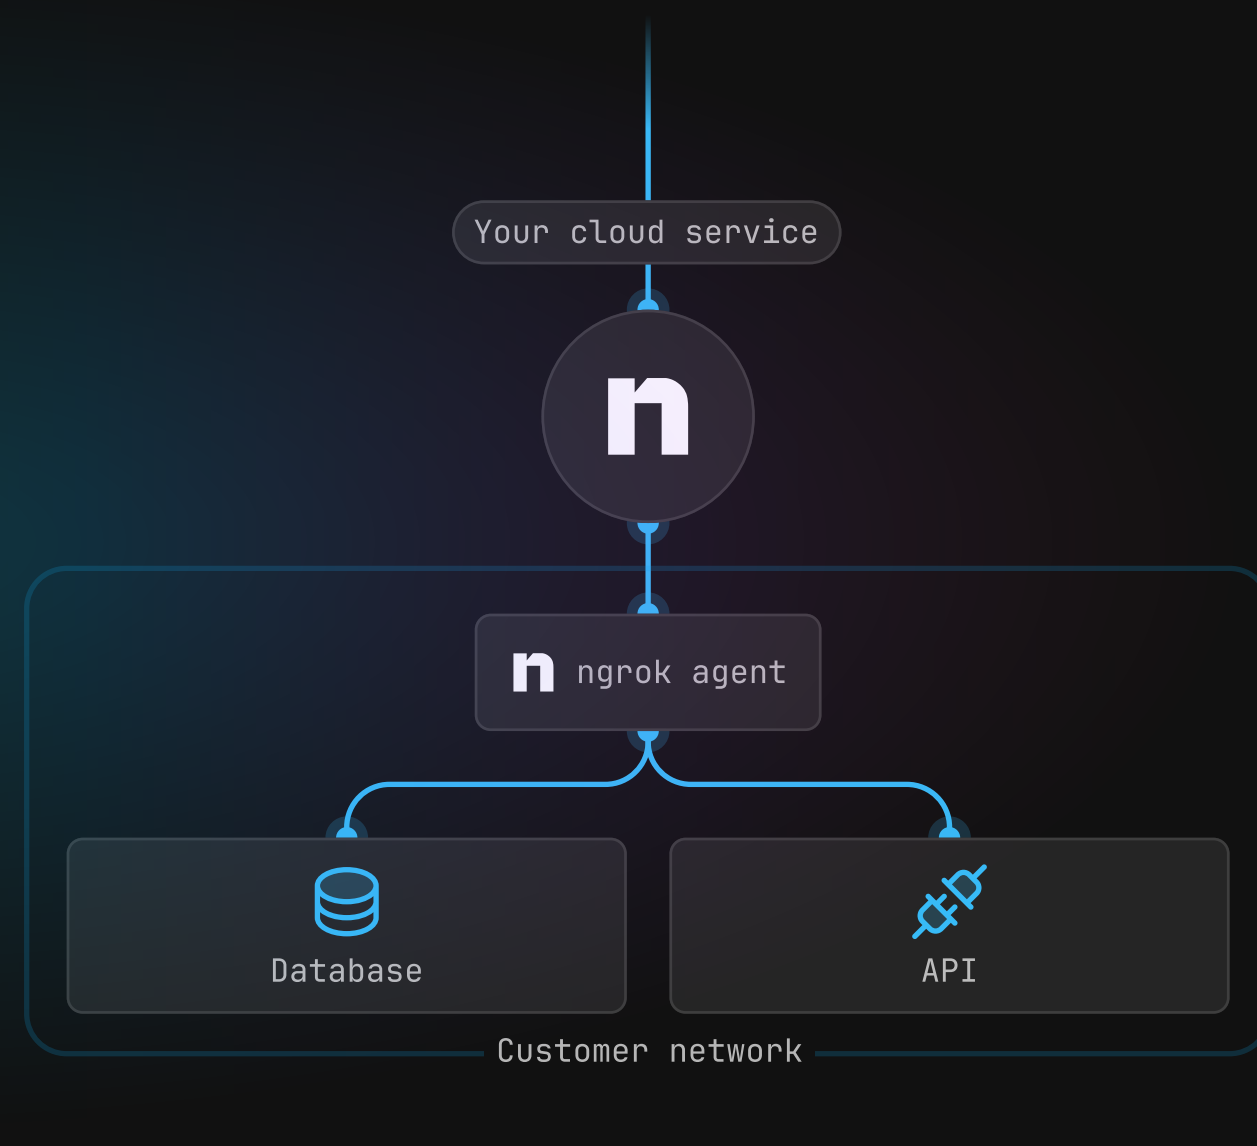 Your cloud service
n
n ngrok agent
Database
API
Customer network